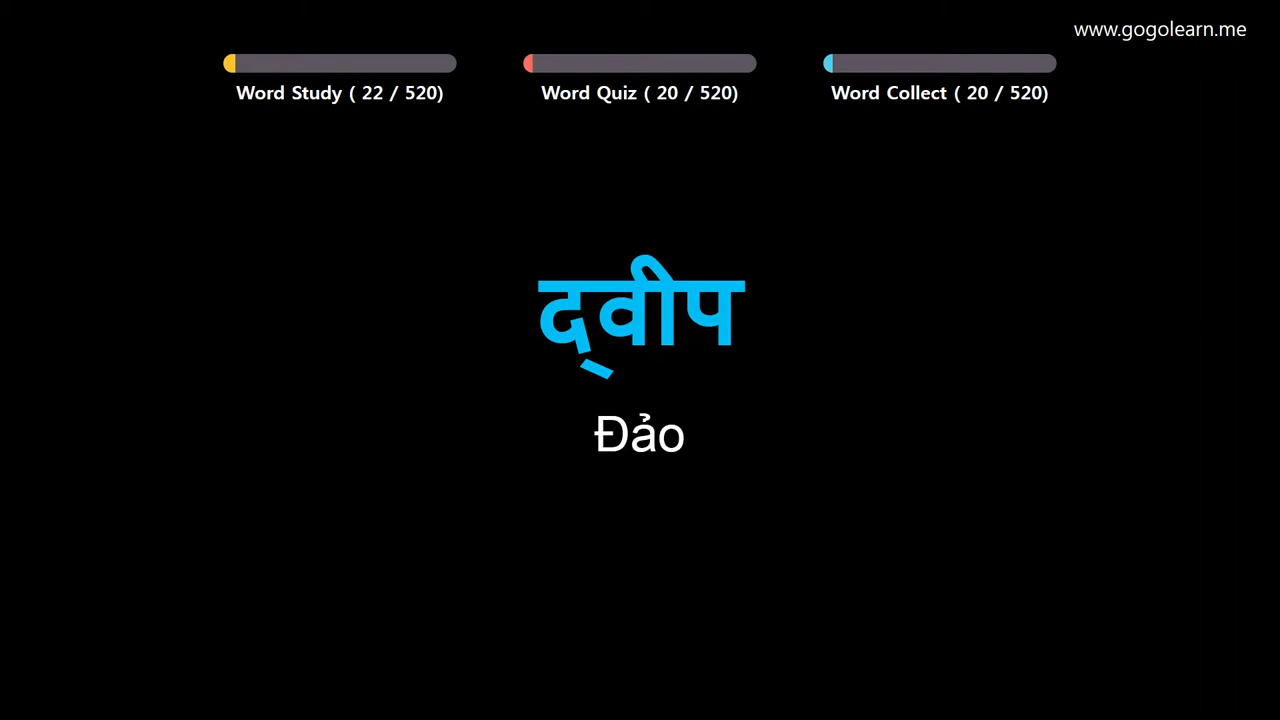 www.gogolearn.me
Word Study ( 22 / 520)
Word Quiz ( 20 / 520)
Word Collect ( 20 / 520)
द्‌वीप
Đảo